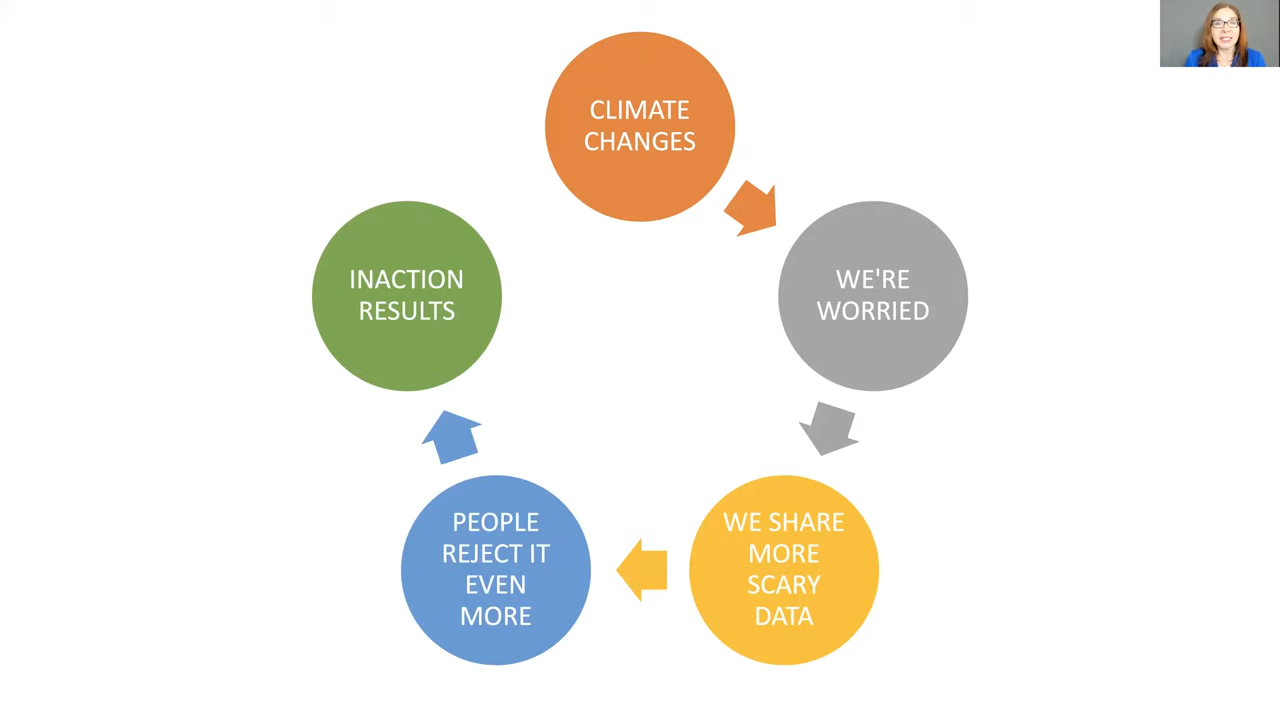 CLIMATE
CHANGES
WE'RE
WORRIED
WE SHARE
MORE
SCARY
DATA
PEOPLE
REJECT IT
EVEN
MORE
INACTION
RESULTS